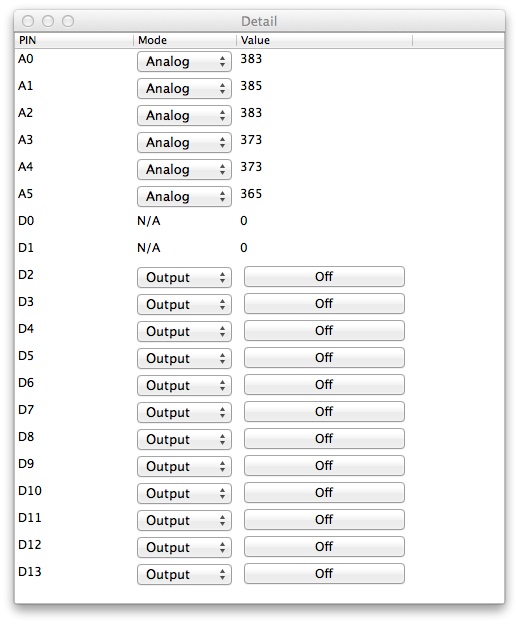 Detail
PIN Mode Value
A0 Analog 383
A1 Analog 385
A2 Analog 383
A3 Analog 373
A4 Analog 373
A5 Analog 365
D0 N/A 0
D1 N/A 0
D2 Output Off
D3 Output Off
D4 Output Off
D5 Output Off
D6 Output Off
D7 Output Off
D8 Output Off
D9 Output Off
D10 Output Off
D11 Output Off
D12 Output Off
D13 Output Off